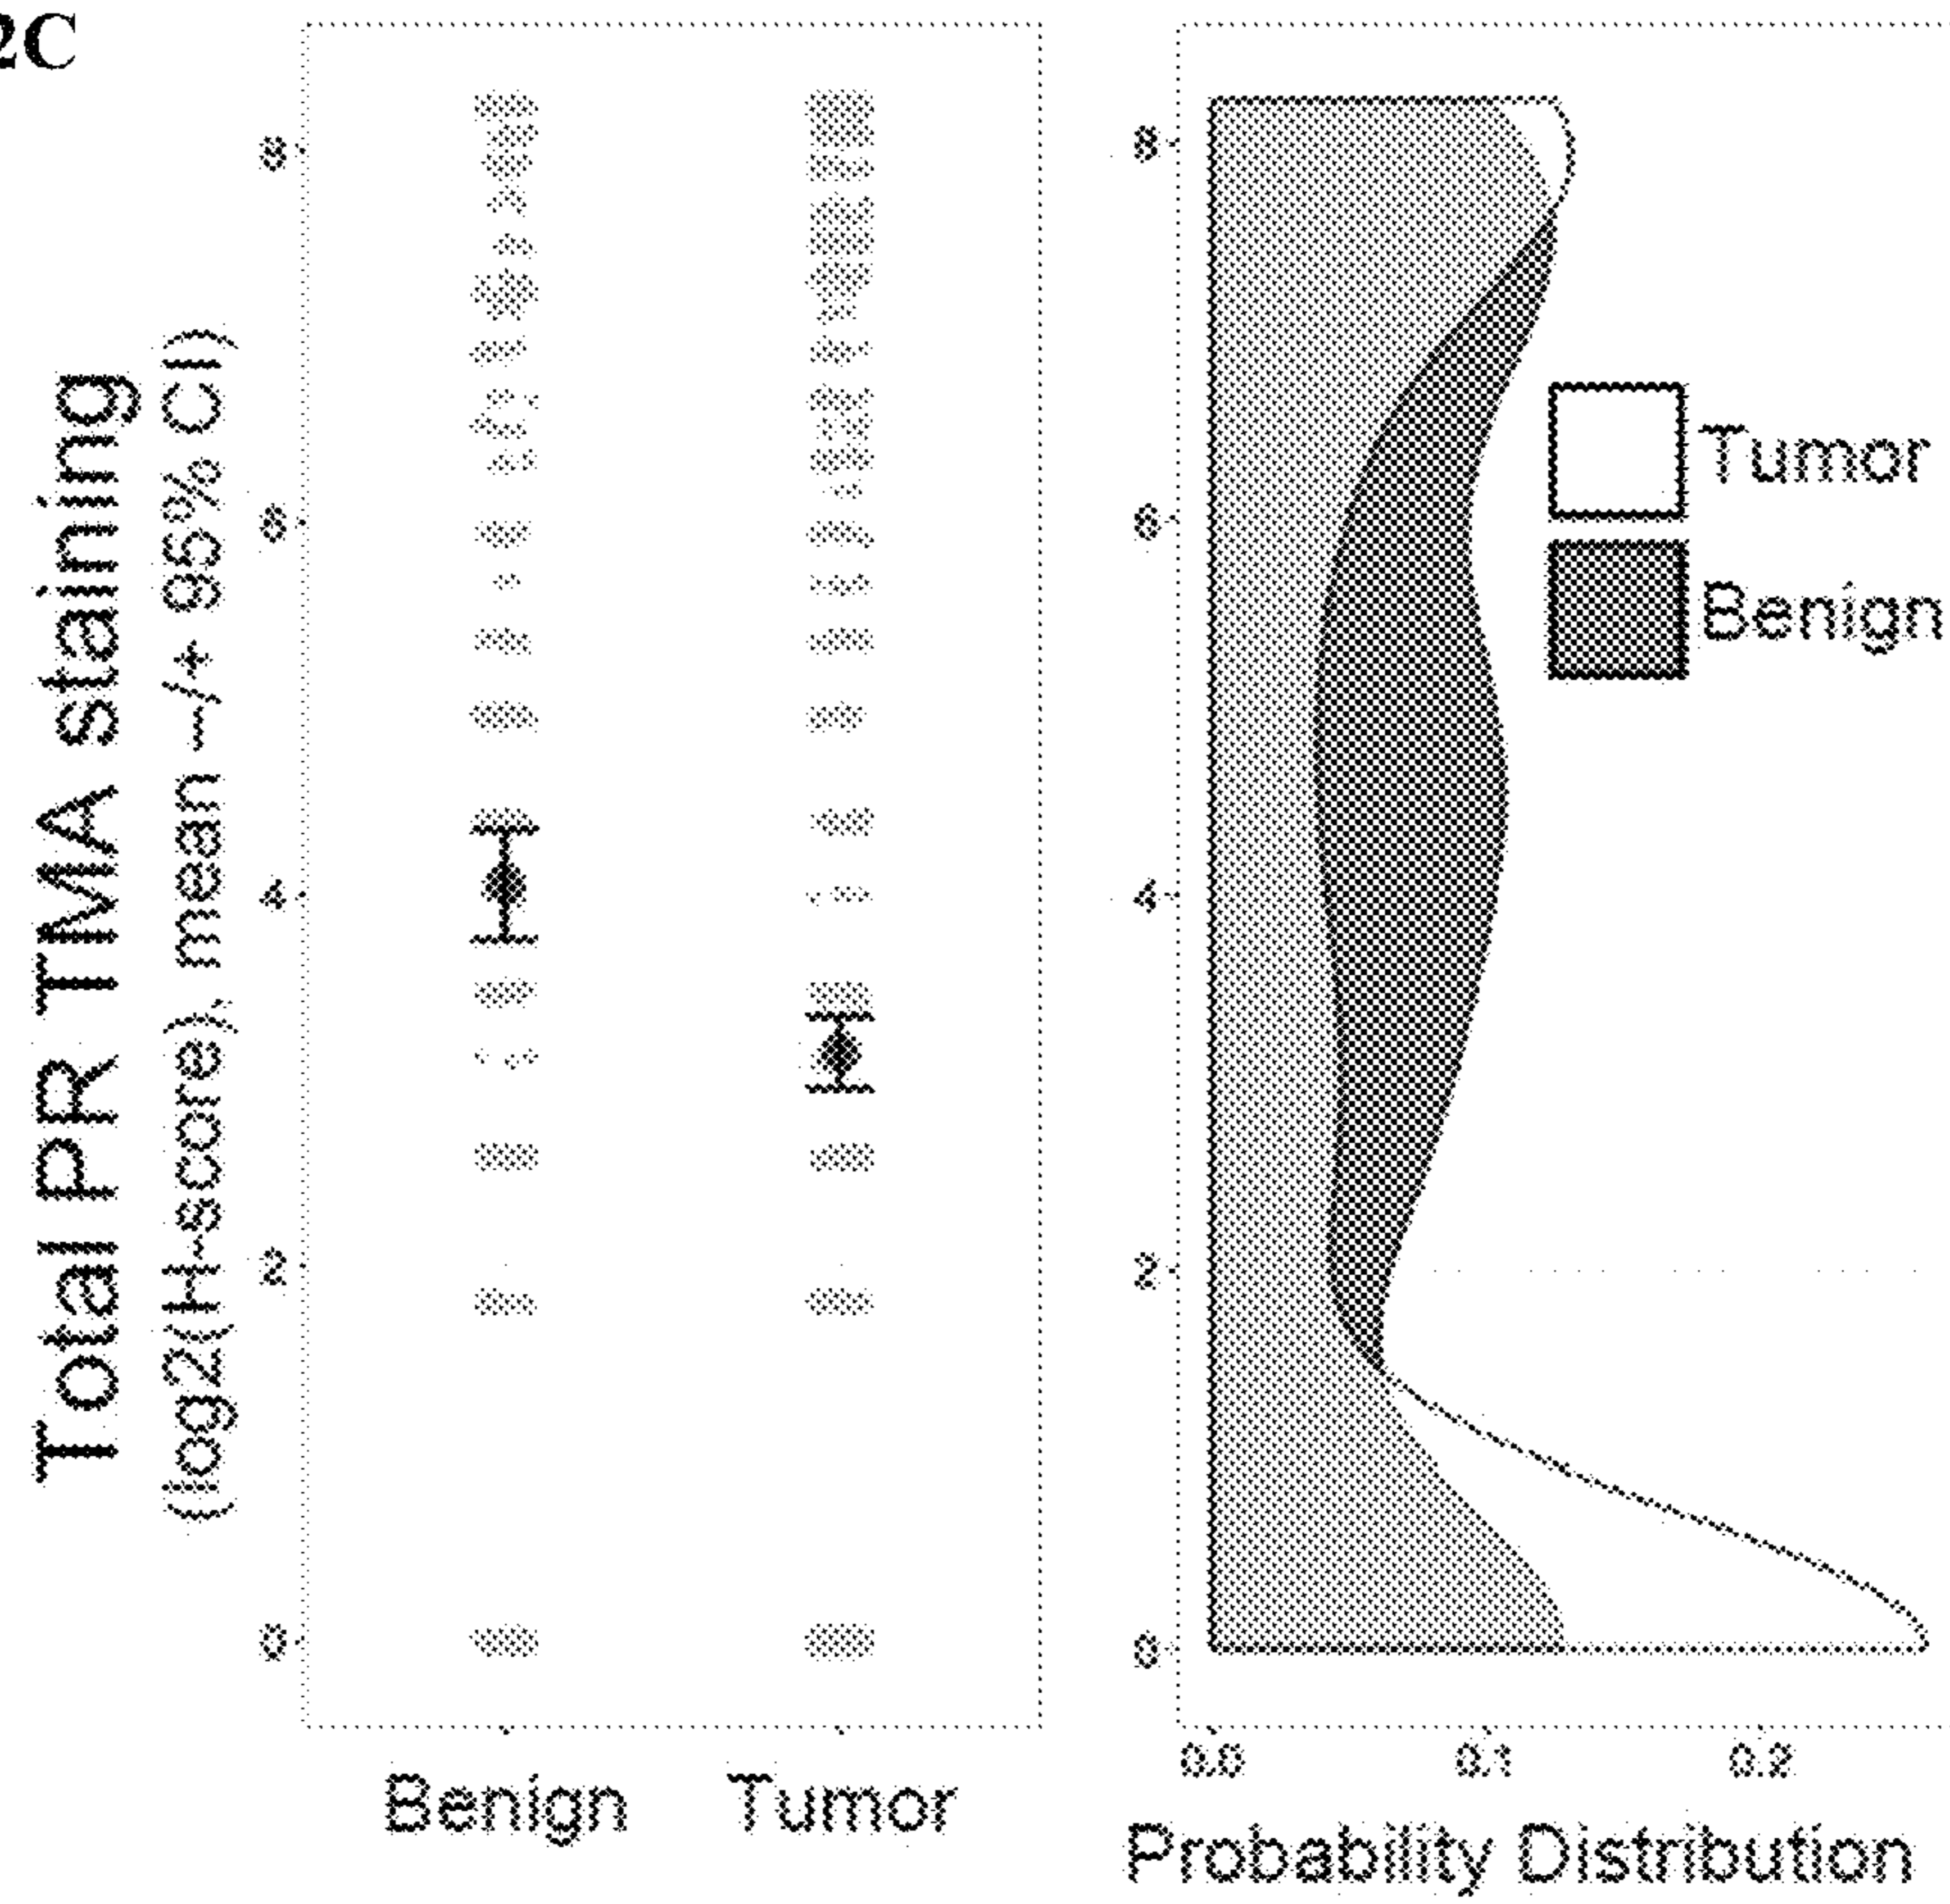 2C
Total PR TMA staining
(log2(H-score), mean -/+ 95% CI)
8
6
4
2
0
Benign
Tumor
8
6
4
2
0
0.0
0.1
0.2
Probability Distribution
Tumor
Benign